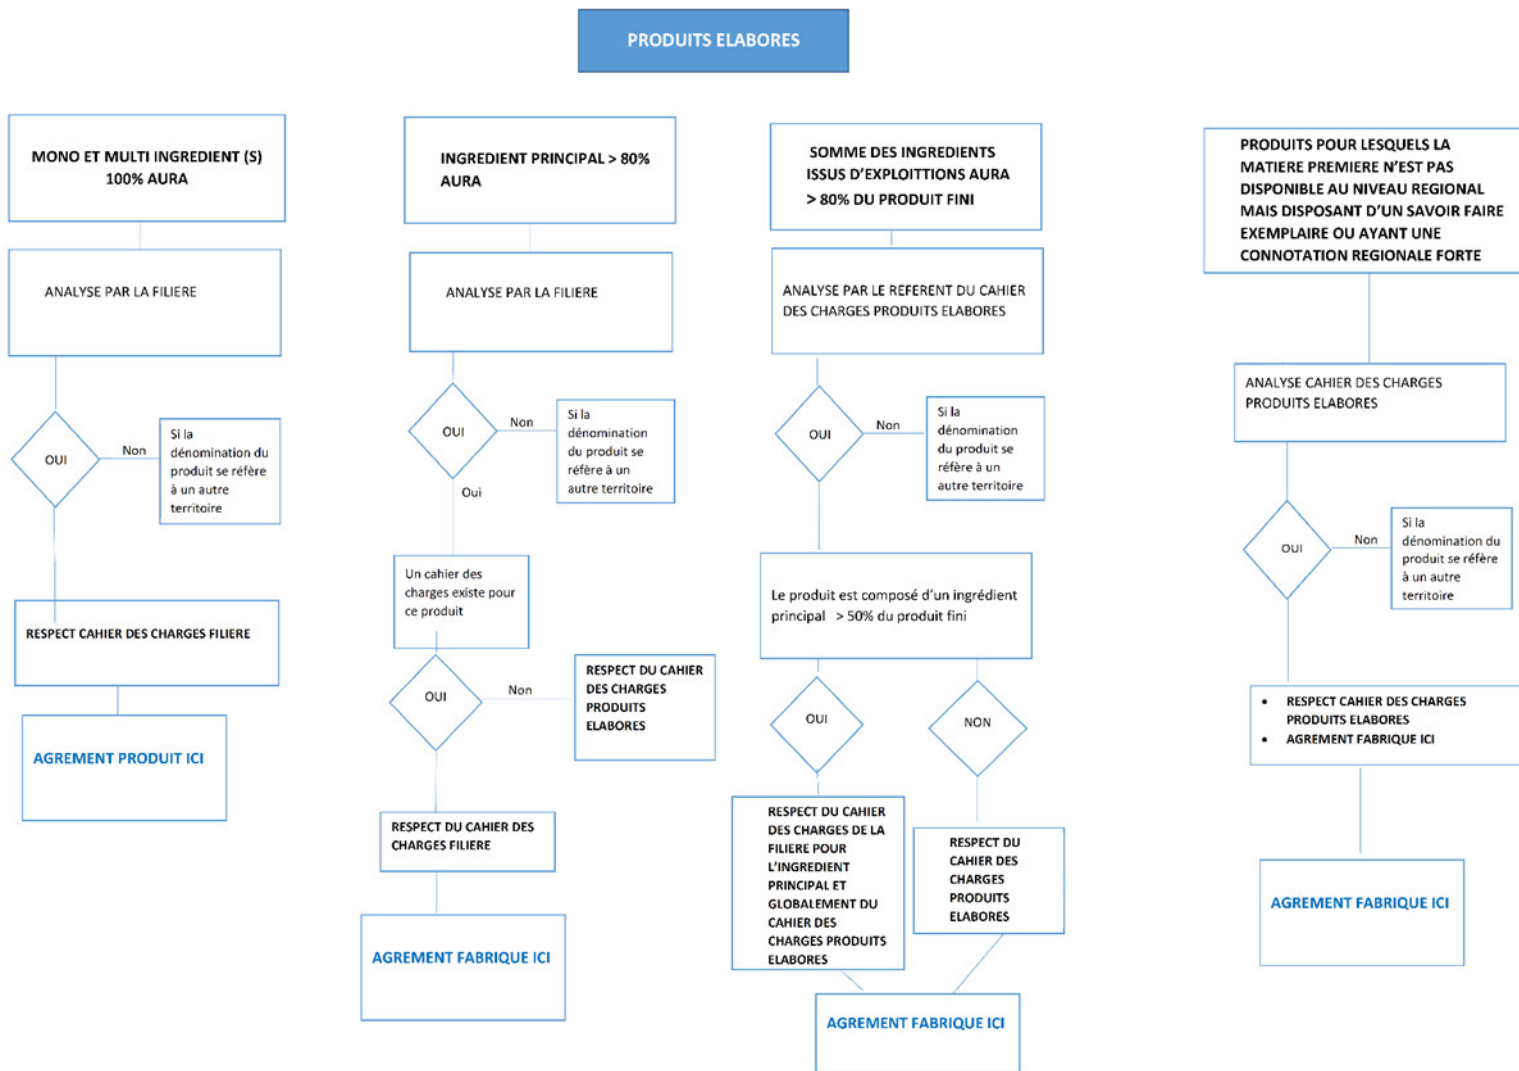 PRODUITS ELABORES
MONO ET MULTI INGREDIENT (S)
100% AURA
ANALYSE PAR LA FILIERE
OUI
Non
Si la
dénomination du
produit se réfère
à un autre
territoire
RESPECT CAHIER DES CHARGES FILIERE
AGREMENT PRODUIT ICI
INGREDIENT PRINCIPAL > 80%
AURA
ANALYSE PAR LA FILIERE
OUI
Non
Si la
dénomination
du produit se
réfère à un
autre territoire
Oui
Un cahier des
charges existe pour
ce produit
OUI
Non
RESPECT DU CAHIER
DES CHARGES
PRODUITS
ELABORES
RESPECT DU CAHIER DES
CHARGES FILIERE
AGREMENT FABRIQUE ICI
SOMME DES INGREDIENTS
ISSUS D'EXPLOITTIONS AURA
> 80% DU PRODUIT FINI
ANALYSE PAR LE REFERENT DU CAHIER
DES CHARGES PRODUITS ELABORES
OUI
Non
Si la
dénomination
du produit se
réfère à un
autre territoire
Le produit est composé d'un ingrédient
principal > 50% du produit fini
OUI
NON
RESPECT DU CAHIER
DES CHARGES DE LA
FILIERE POUR
L'INGREDIENT
PRINCIPAL ET
GLOBALEMENT DU
CAHIER DES
CHARGES PRODUITS
ELABORES
RESPECT DU
CAHIER DES
CHARGES
PRODUITS
ELABORES
AGREMENT FABRIQUE ICI
PRODUITS POUR LESQUELS LA
MATIERE PREMIERE N'EST PAS
DISPONIBLE AU NIVEAU REGIONAL
MAIS DISPOSANT D'UN SAVOIR FAIRE
EXEMPLAIRE OU AYANT UNE
CONNOTATION REGIONALE FORTE
ANALYSE CAHIER DES CHARGES
PRODUITS ELABORES
OUI
Non
Si la
dénomination du
produit se réfère
à un autre
territoire
• RESPECT CAHIER DES CHARGES
PRODUITS ELABORES
• AGREMENT FABRIQUE ICI
AGREMENT FABRIQUE ICI